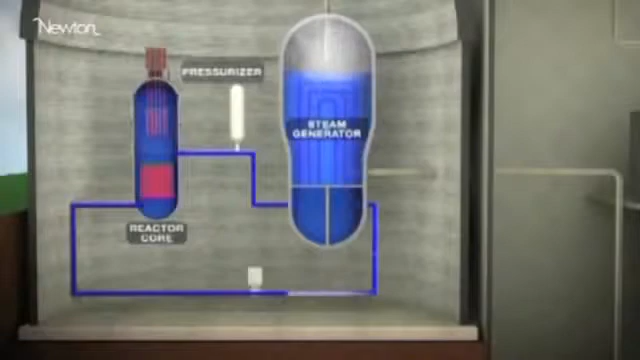 Newton
PRESSURIZER
STEAM
GENERATOR
REACTOR
CORE